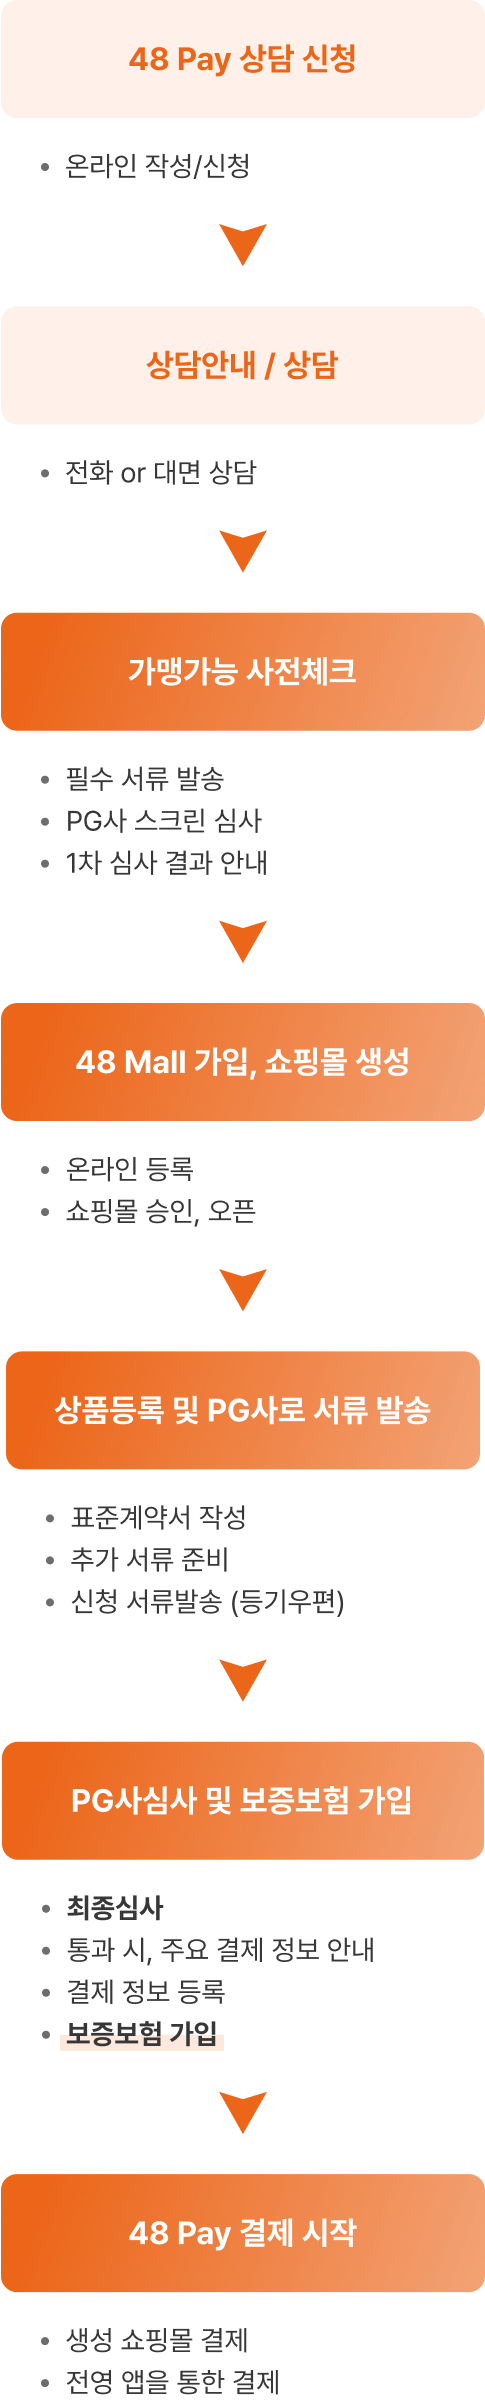 48 Pay 상담 신청
• 온라인 작성/신청
상담안내 / 상담
• 전화 or 대면 상담
가맹가능 사전체크
• 필수 서류 발송
• PG사 스크린 심사
• 1차 심사 결과 안내
48 Mall 가입, 쇼핑몰 생성
• 온라인 등록
• 쇼핑몰 승인, 오픈
상품등록 및 PG사로 서류 발송
• 표준계약서 작성
• 추가 서류 준비
• 신청 서류발송 (등기우편)
PG사심사 및 보증보험 가입
• 최종심사
• 통과 시, 주요 결제 정보 안내
• 결제 정보 등록
• 보증보험 가입
48 Pay 결제 시작
• 생성 쇼핑몰 결제
• 전영 앱을 통한 결제